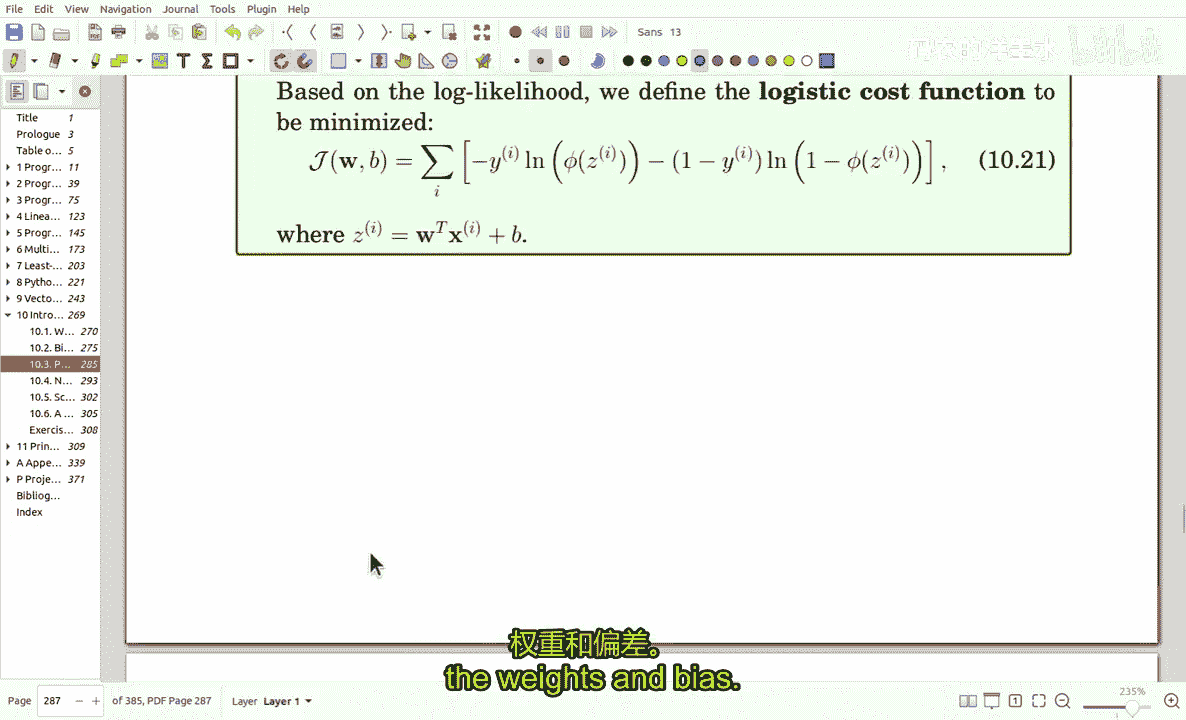 File Edit View Navigation Journal Tools Plugin Help
Sans 13
Title 1
Prologue 3
Table o... 5
1 Progr... 11
2 Progr... 39
3 Progr... 75
4 Linea... 123
5 Progr... 145
6 Multi... 173
7 Least-... 203
8 Pytho... 221
9 Vecto... 243
10 Intro... 269
10.1. W... 270
10.2. Bi... 275
10.3. P... 285
10.4. N... 293
10.5. Sc... 302
10.6. A ... 305
Exercis... 308
11 Prin... 309
A Appe... 339
P Proje... 371
Bibliog...
Index
Based on the log-likelihood, we define the logistic cost function to
be minimized:
𝒥(w, b) = ∑_i [−y^(i) ln(ϕ(z^(i))) − (1 − y^(i)) ln(1 − ϕ(z^(i)))], (10.21)
where z^(i) = w^T x^(i) + b.
权重和偏差。
the weights and bias.
Page 287 − + of 385, PDF Page 287 Layer Layer 1
235%